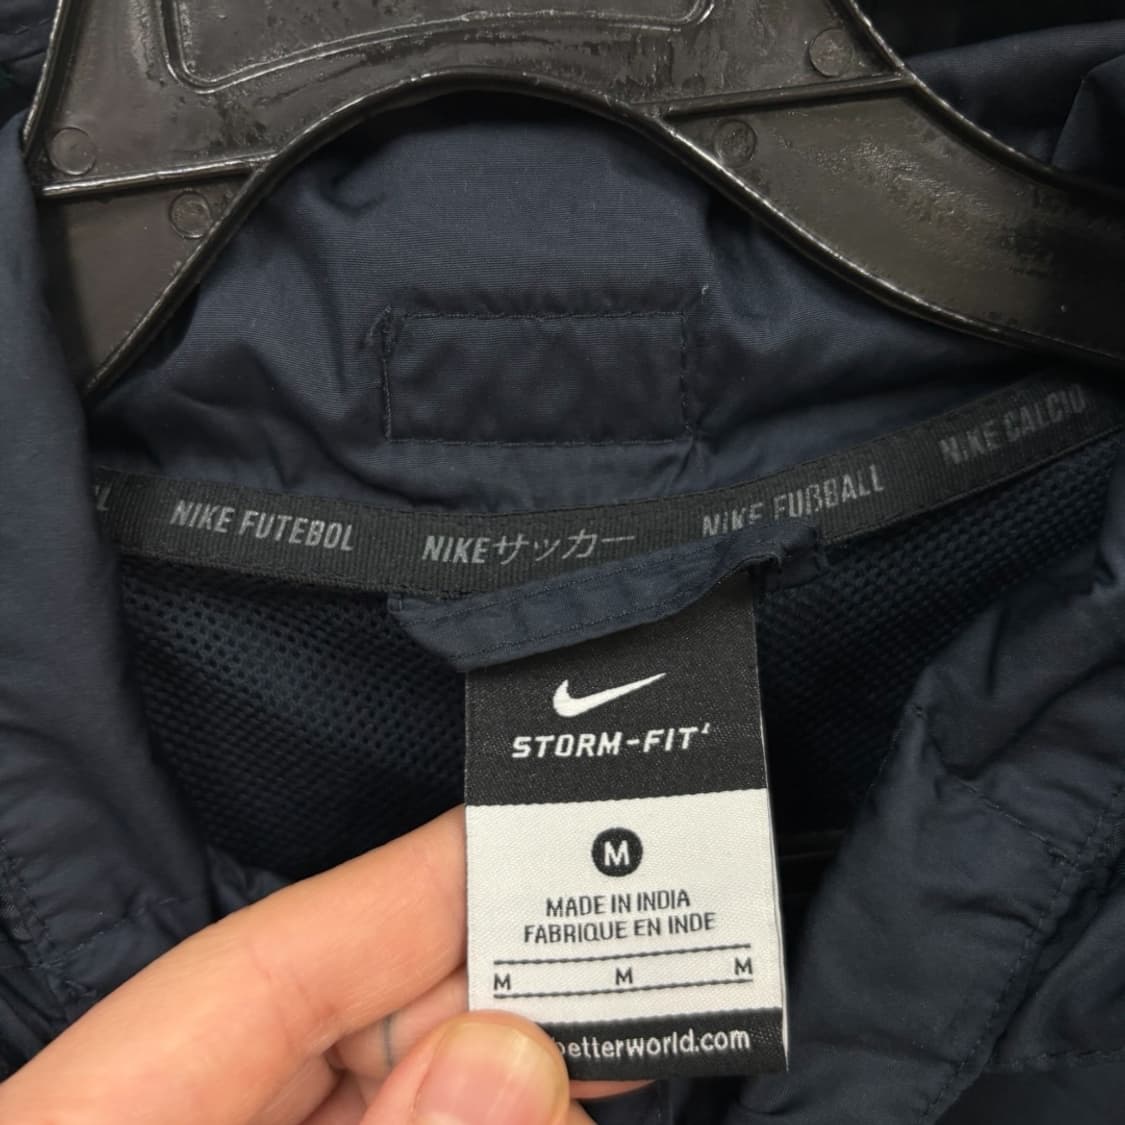 L
NIKE FUTEBOL
NIKEサッカー
NIKE FUßBALL
NIKE CALCIO
STORM-FIT
M
MADE IN INDIA
FABRIQUE EN INDE
M M M
betterworld.com